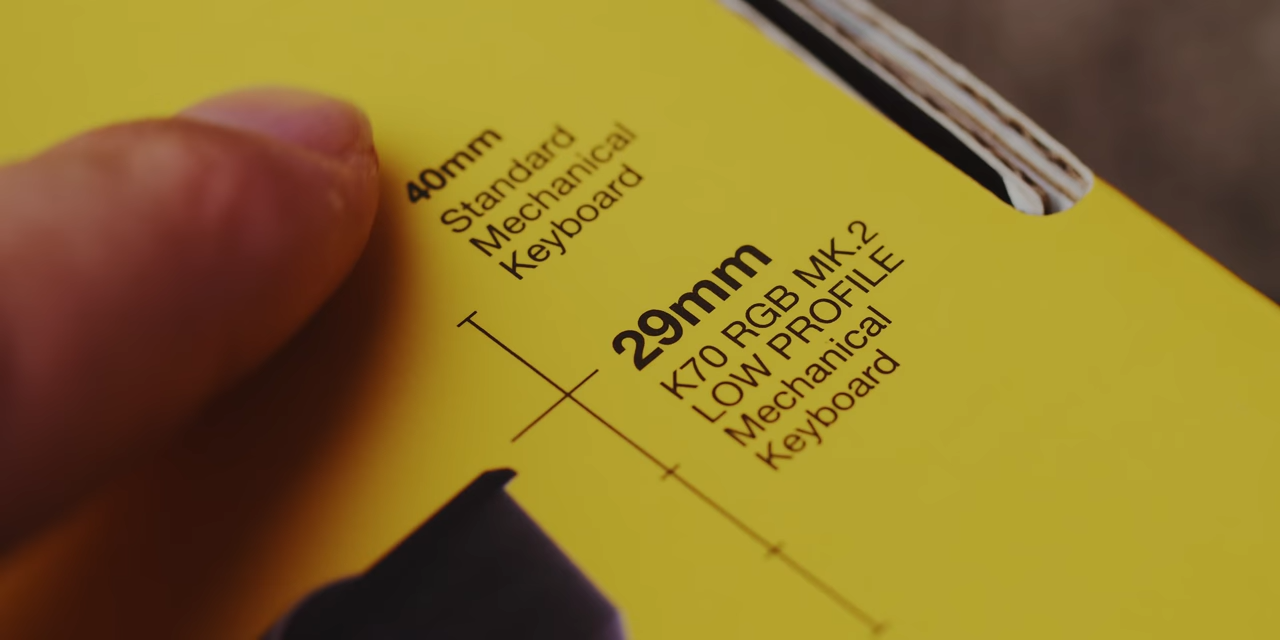 40mm
Standard
Mechanical
Keyboard
29mm
K70 RGB MK.2
LOW PROFILE
Mechanical
Keyboard